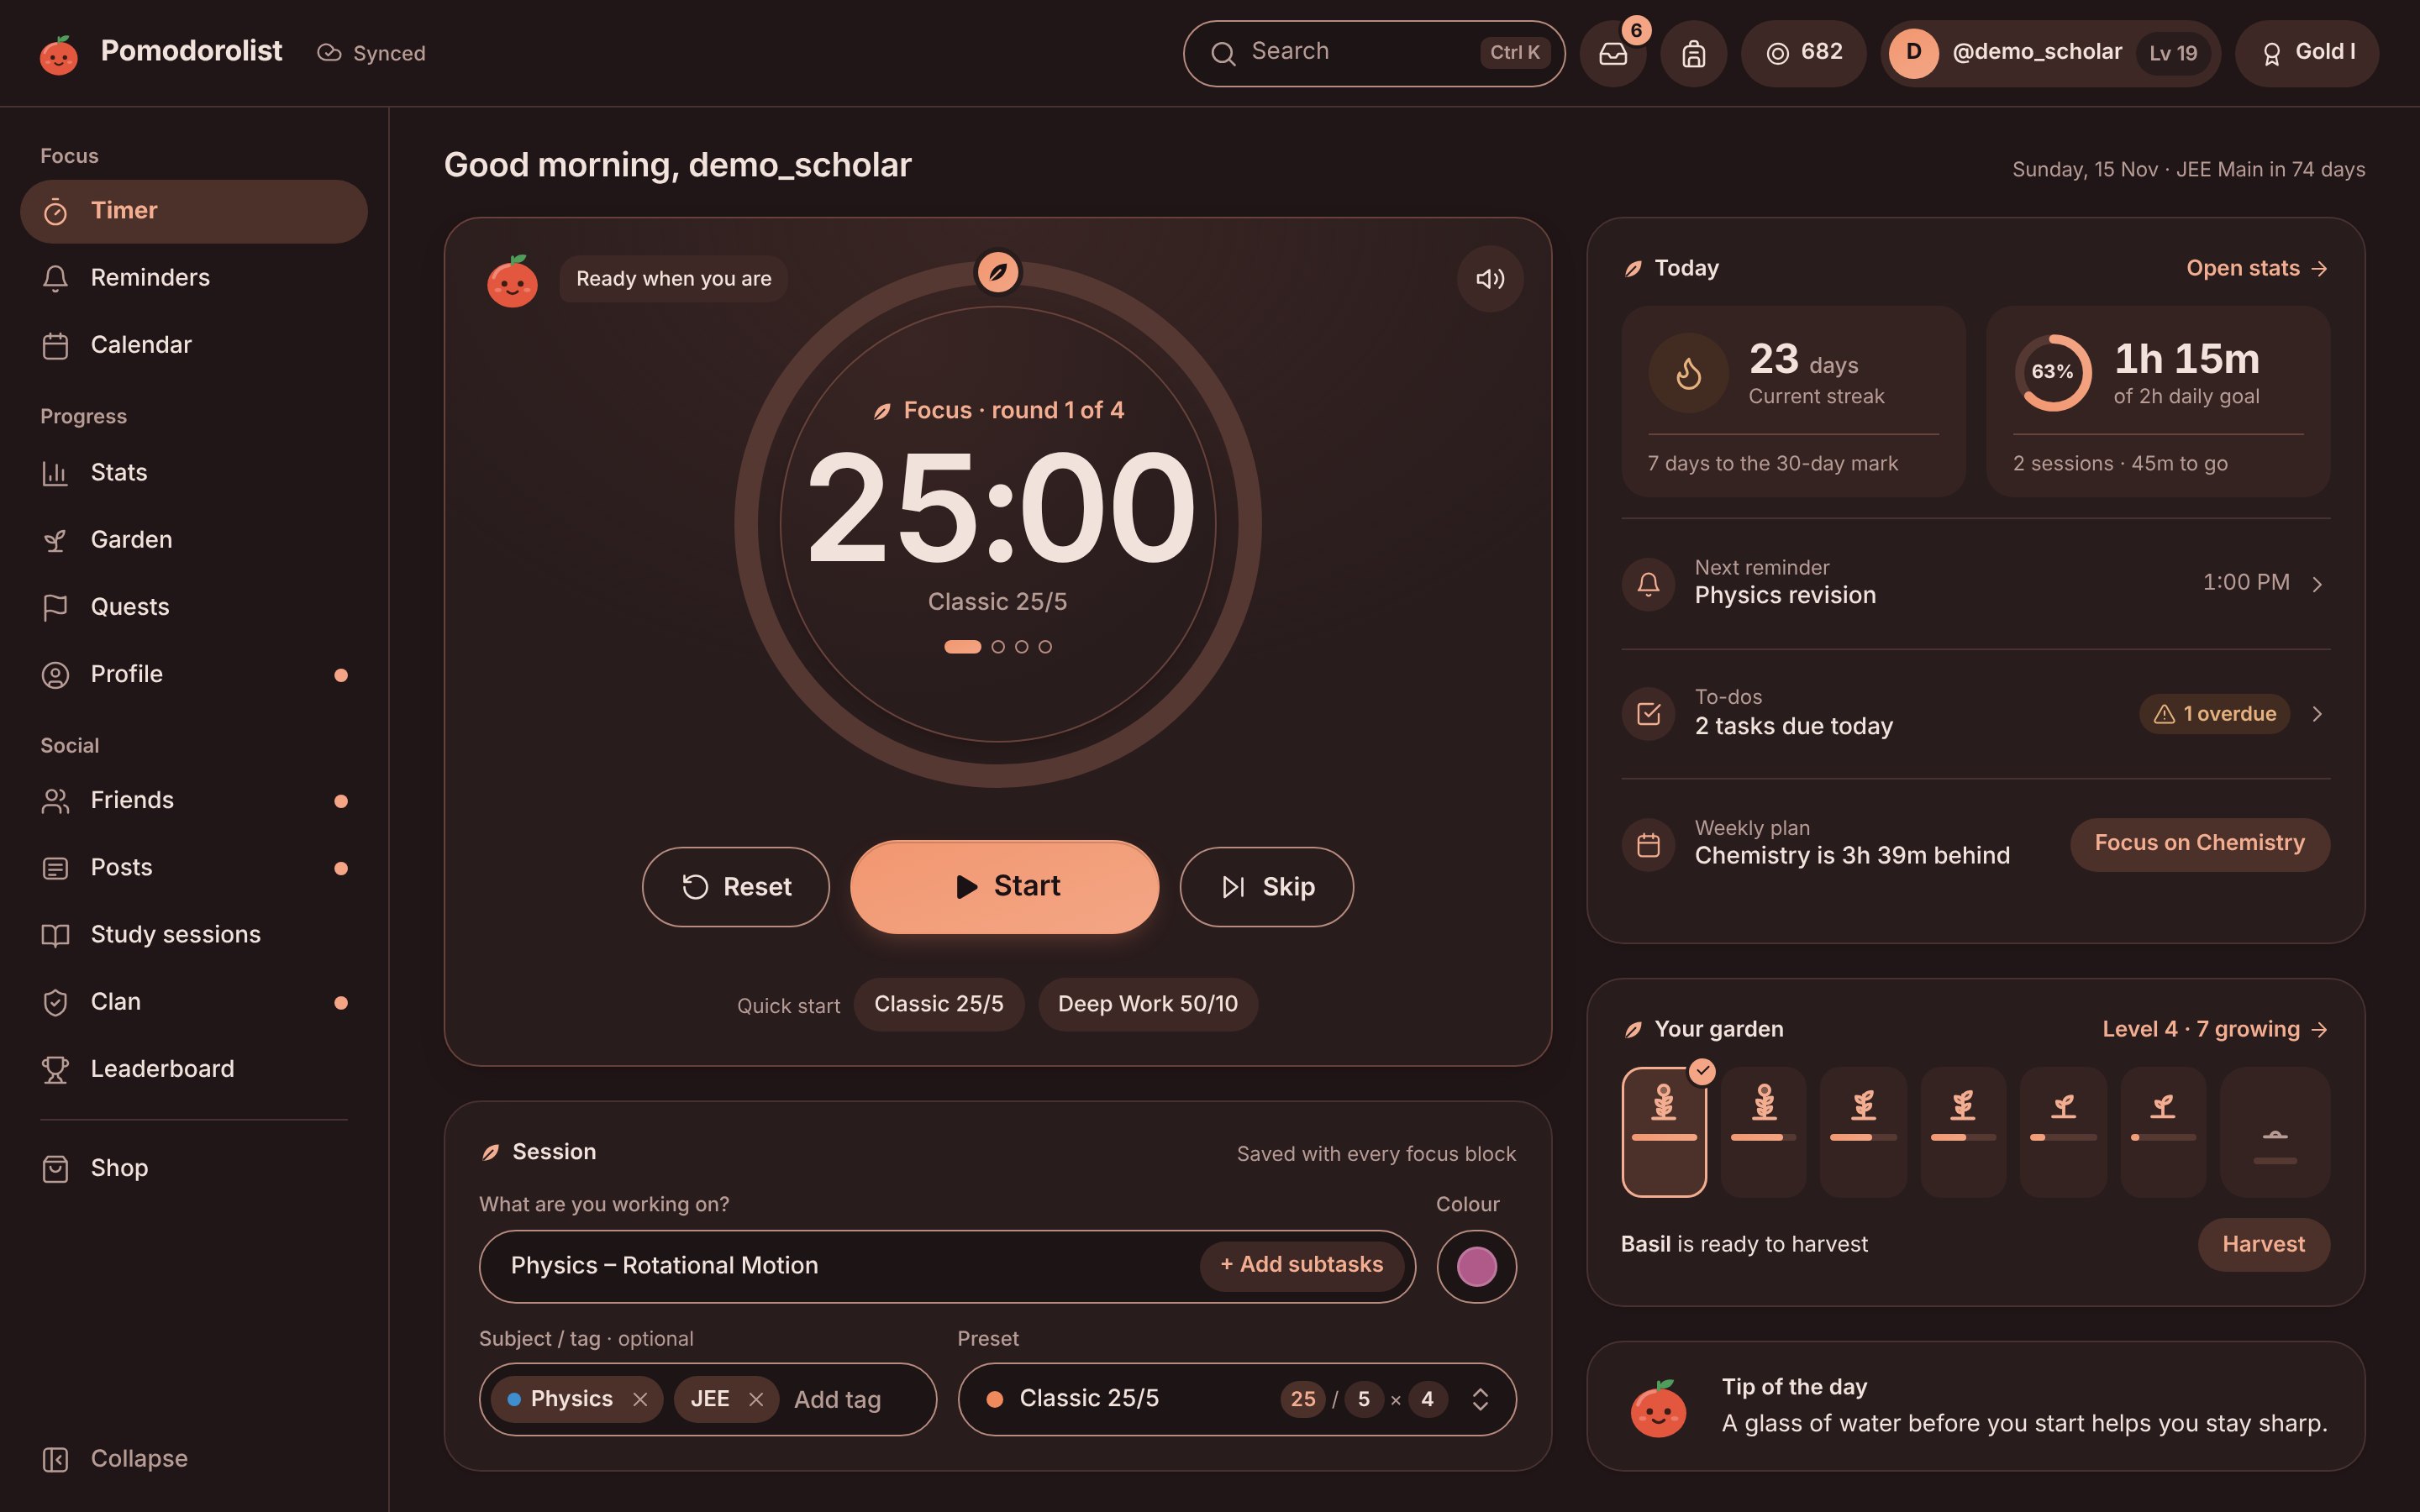 Pomodorolist
Synced
Search
Ctrl K
6
682
D
@demo_scholar
Lv 19
Gold I
Focus
Timer
Reminders
Calendar
Progress
Stats
Garden
Quests
Profile
Social
Friends
Posts
Study sessions
Clan
Leaderboard
Shop
Collapse
Good morning, demo_scholar
Sunday, 15 Nov · JEE Main in 74 days
Ready when you are
Focus · round 1 of 4
25:00
Classic 25/5
Reset
Start
Skip
Quick start
Classic 25/5
Deep Work 50/10
Session
Saved with every focus block
What are you working on?
Colour
Physics – Rotational Motion
+ Add subtasks
Subject / tag · optional
Preset
Physics
JEE
Add tag
Classic 25/5
25 / 5 × 4
Today
Open stats
23 days
Current streak
7 days to the 30-day mark
63%
1h 15m
of 2h daily goal
2 sessions · 45m to go
Next reminder
Physics revision
1:00 PM
To-dos
2 tasks due today
1 overdue
Weekly plan
Chemistry is 3h 39m behind
Focus on Chemistry
Your garden
Level 4 · 7 growing
Basil is ready to harvest
Harvest
Tip of the day
A glass of water before you start helps you stay sharp.